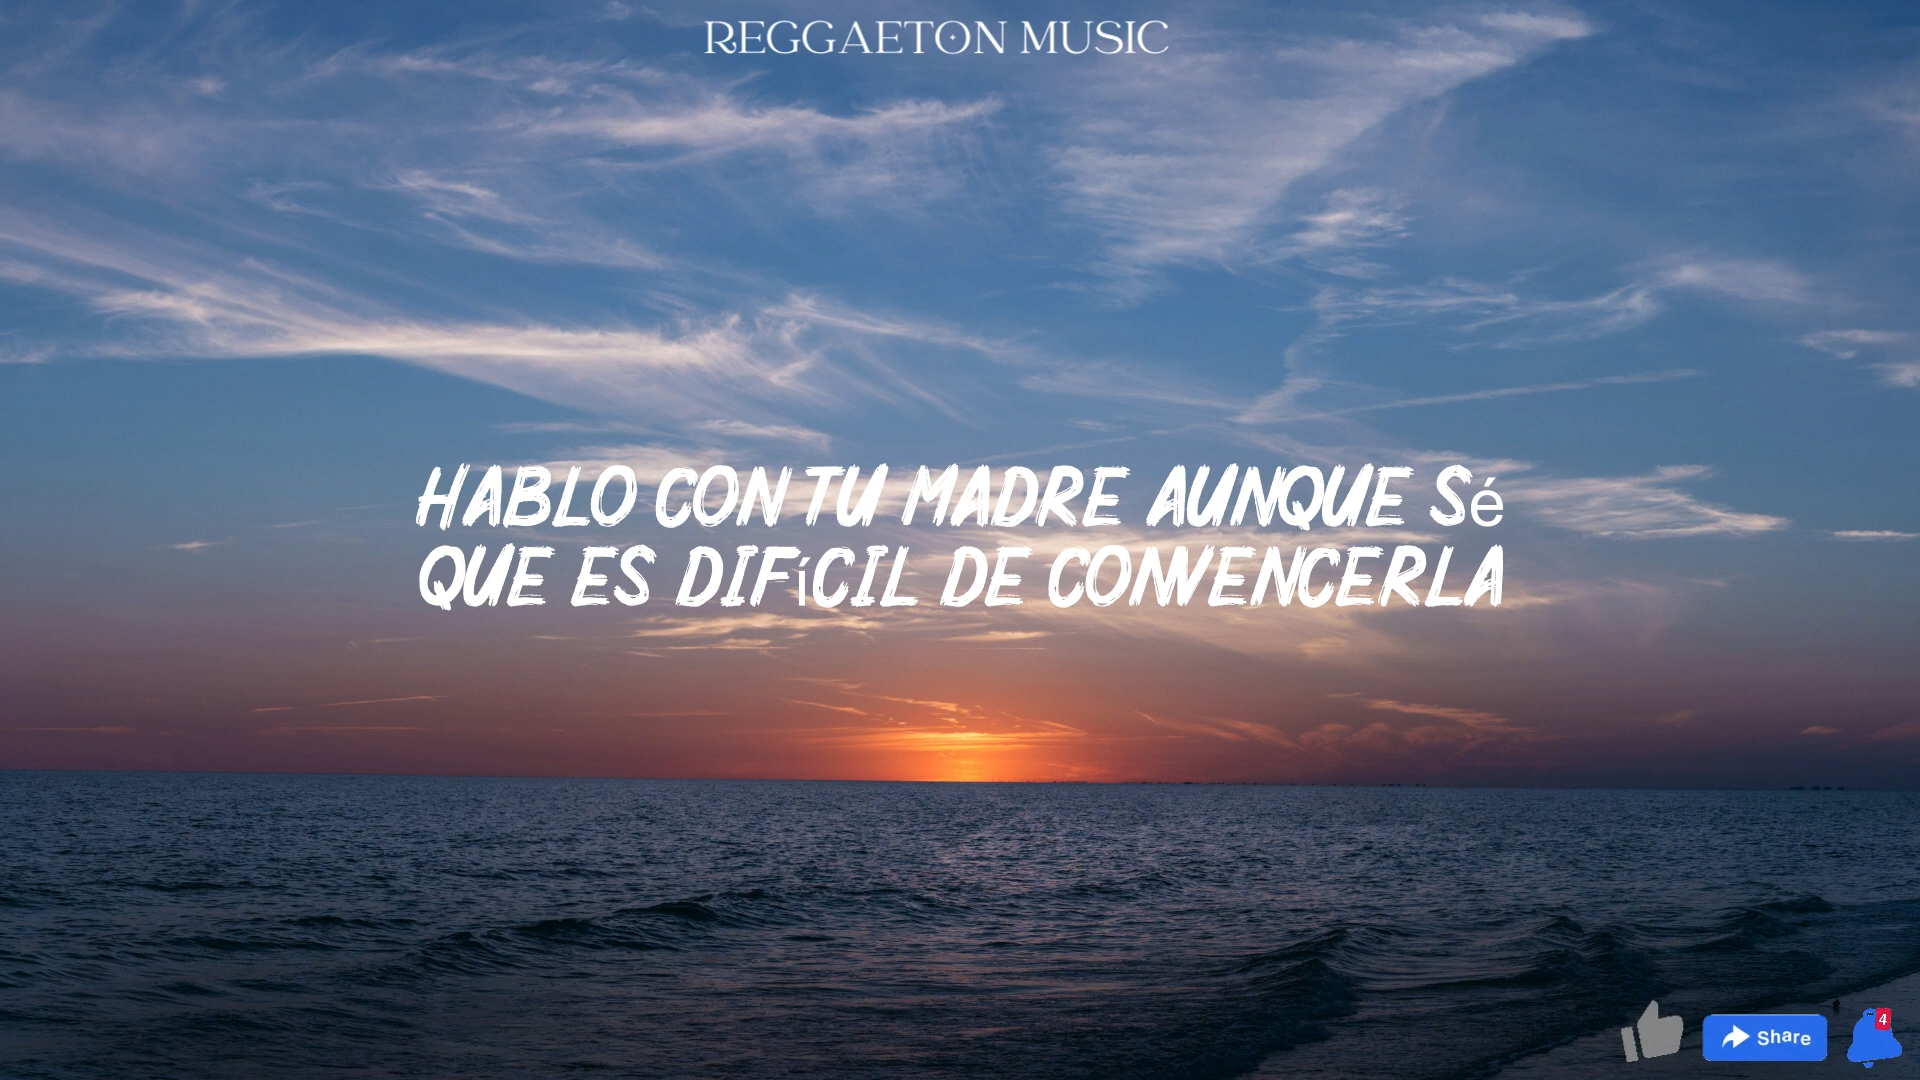 REGGAETON MUSIC
HABLO CON TU MADRE AUNQUE Sé
QUE ES DIFíCIL DE CONVENCERLA
Share
4